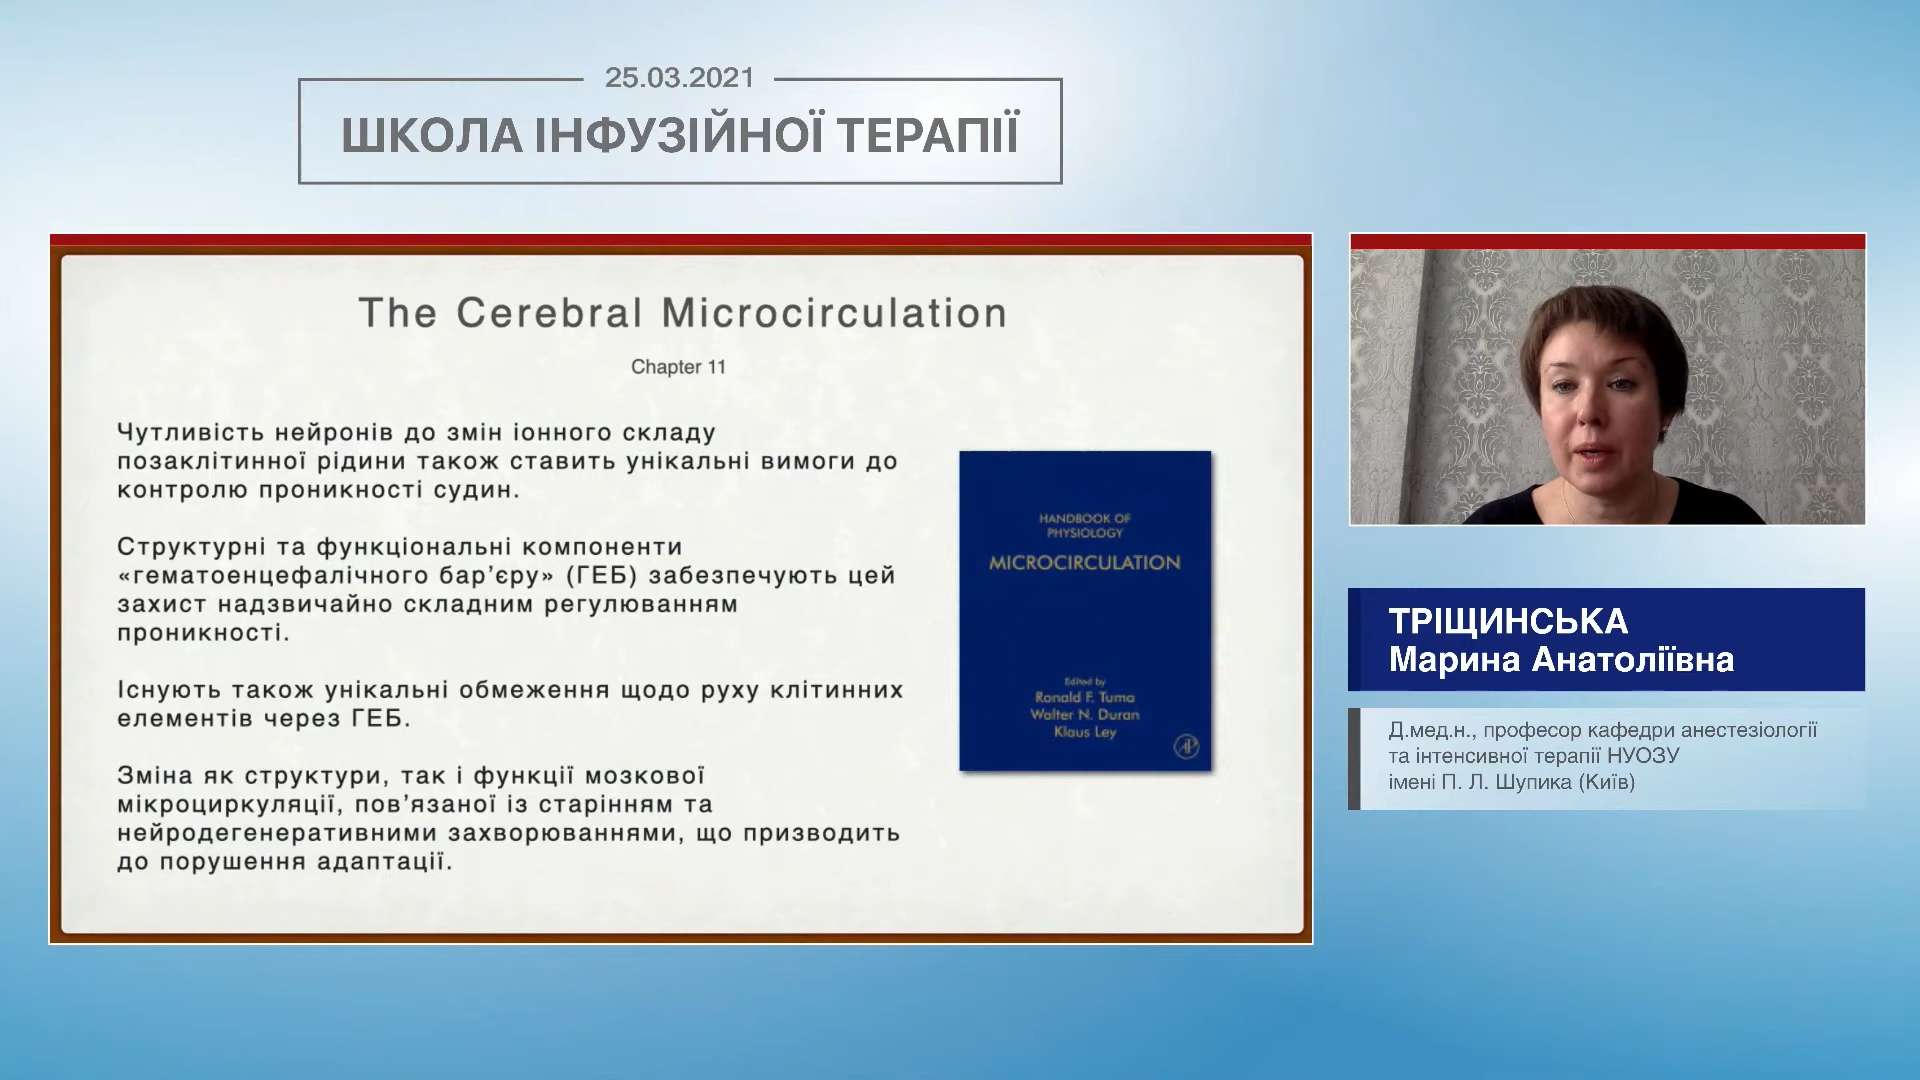 25.03.2021
ШКОЛА ІНФУЗІЙНОЇ ТЕРАПІЇ
The Cerebral Microcirculation
Chapter 11
Чутливість нейронів до змін іонного складу
позаклітинної рідини також ставить унікальні вимоги до
контролю проникності судин.
Структурні та функціональні компоненти
«гематоенцефалічного бар’єру» (ГЕБ) забезпечують цей
захист надзвичайно складним регулюванням
проникності.
Існують також унікальні обмеження щодо руху клітинних
елементів через ГЕБ.
Зміна як структури, так і функції мозкової
мікроциркуляції, пов’язаної із старінням та
нейродегенеративними захворюваннями, що призводить
до порушення адаптації.
HANDBOOK OF
PHYSIOLOGY
MICROCIRCULATION
Edited by
Ronald F. Tuma
Walter N. Duran
Klaus Ley
AP
ТРІЩИНСЬКА
Марина Анатоліївна
Д.мед.н., професор кафедри анестезіології
та інтенсивної терапії НУОЗУ
імені П. Л. Шупика (Київ)